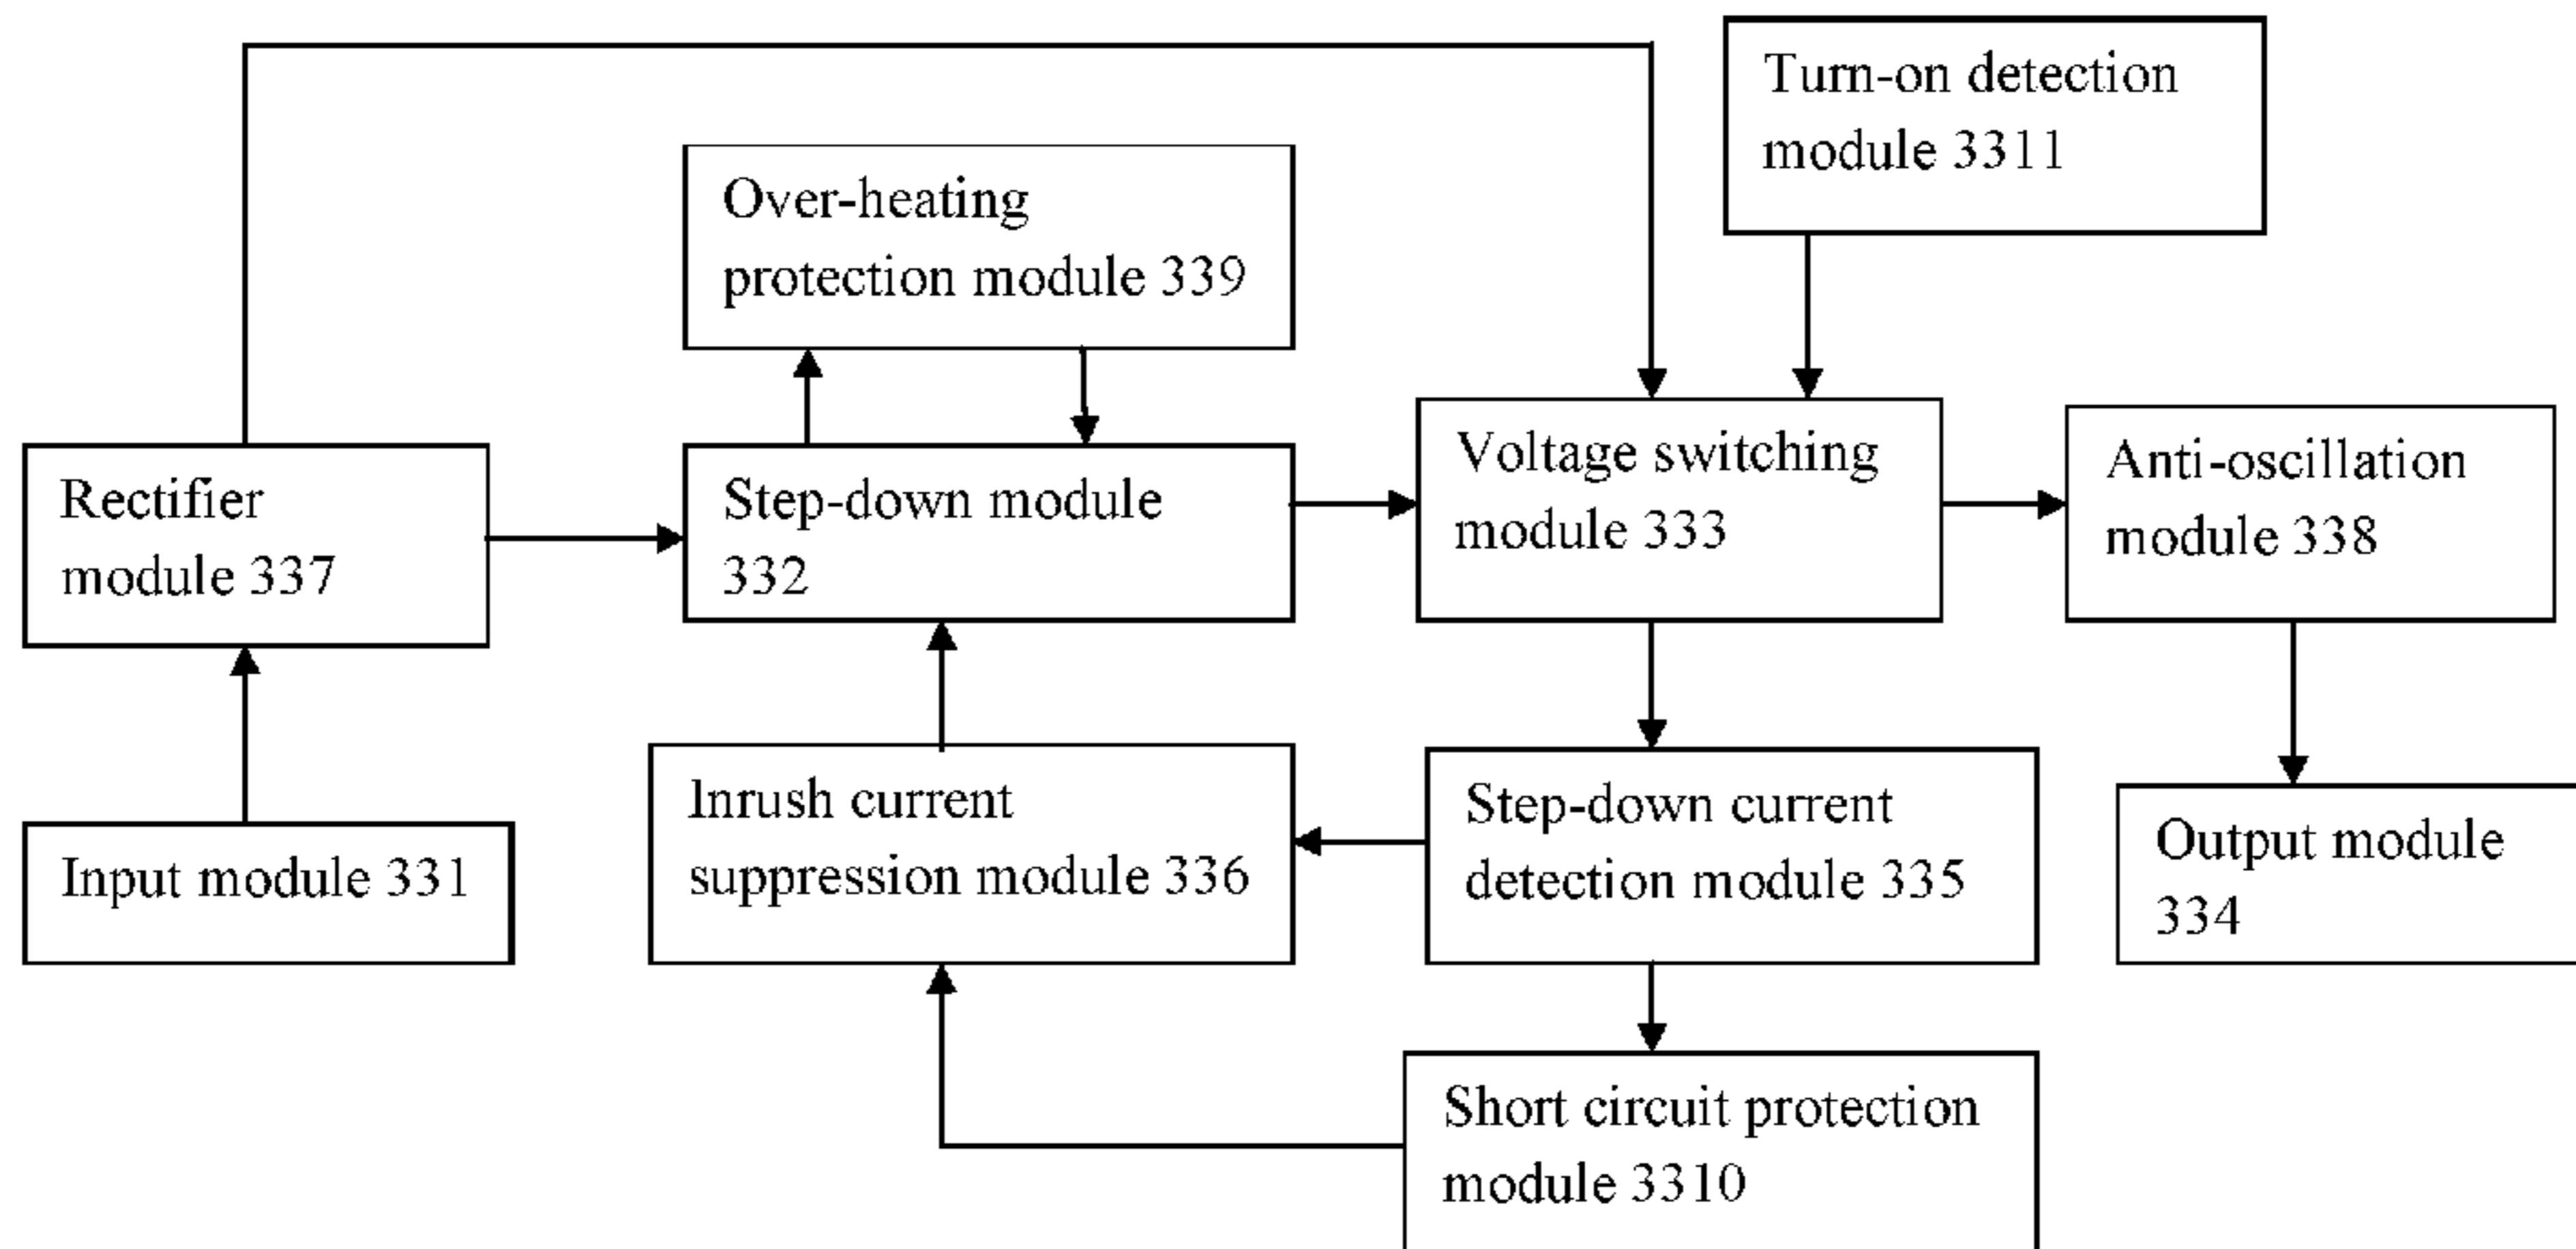 Turn-on detection
module 3311
Over-heating
protection module 339
Rectifier
module 337
Step-down module
332
Voltage switching
module 333
Anti-oscillation
module 338
Input module 331
Inrush current
suppression module 336
Step-down current
detection module 335
Output module
334
Short circuit protection
module 3310